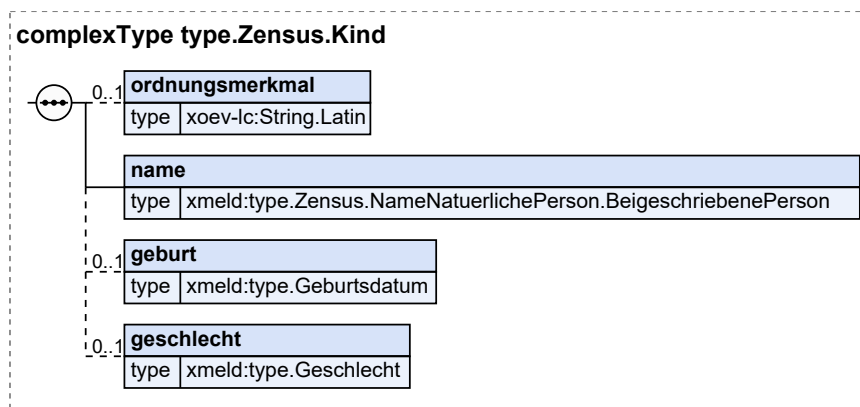 complexType type.Zensus.Kind
0..1
ordnungsmerkmal
type xoev-lc:String.Latin
name
type xmeld:type.Zensus.NameNatuerlichePerson.BeigeschriebenePerson
0..1
geburt
type xmeld:type.Geburtsdatum
0..1
geschlecht
type xmeld:type.Geschlecht